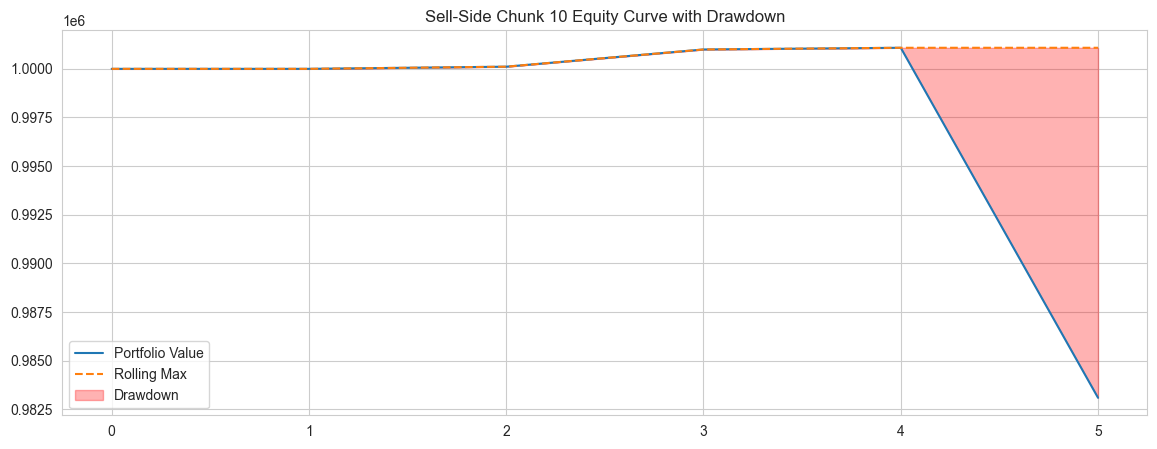 Sell-Side Chunk 10 Equity Curve with Drawdown
1e6
1.0000
0.9975
0.9950
0.9925
0.9900
0.9875
0.9850
0.9825
Portfolio Value
Rolling Max
Drawdown
0 1 2 3 4 5